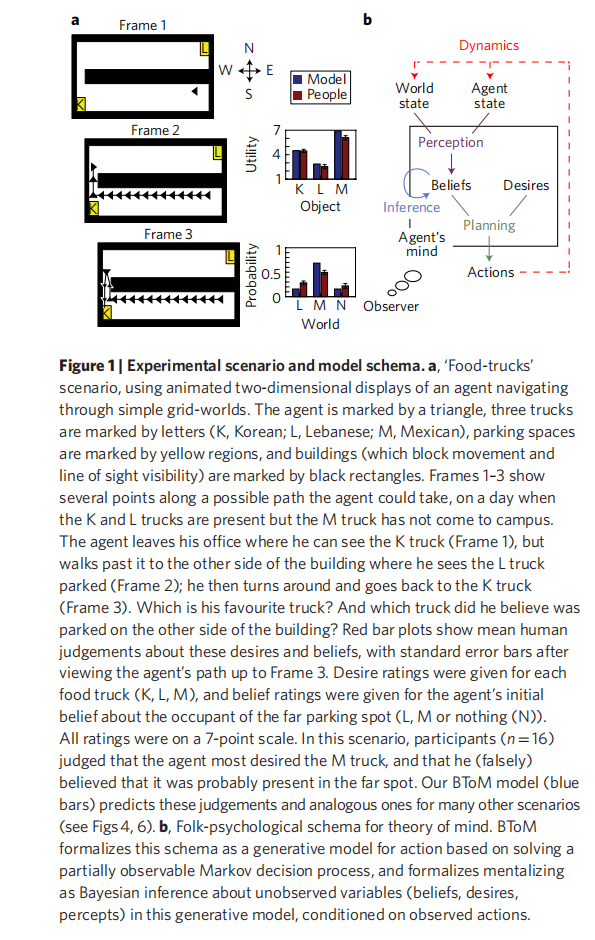 a
b
Frame 1
L
K
N
W
E
S
Model
People
Frame 2
L
K
Utility
7
4
1
K L M
Object
Frame 3
L
K
Probability
1
0.5
0
L M N
World
Dynamics
World
state
Agent
state
Perception
Beliefs
Desires
Inference
Planning
Agent's
mind
Actions
Observer
Figure 1 | Experimental scenario and model schema. a, ‘Food-trucks’
scenario, using animated two-dimensional displays of an agent navigating
through simple grid-worlds. The agent is marked by a triangle, three trucks
are marked by letters (K, Korean; L, Lebanese; M, Mexican), parking spaces
are marked by yellow regions, and buildings (which block movement and
line of sight visibility) are marked by black rectangles. Frames 1–3 show
several points along a possible path the agent could take, on a day when
the K and L trucks are present but the M truck has not come to campus.
The agent leaves his office where he can see the K truck (Frame 1), but
walks past it to the other side of the building where he sees the L truck
parked (Frame 2); he then turns around and goes back to the K truck
(Frame 3). Which is his favourite truck? And which truck did he believe was
parked on the other side of the building? Red bar plots show mean human
judgements about these desires and beliefs, with standard error bars after
viewing the agent's path up to Frame 3. Desire ratings were given for each
food truck (K, L, M), and belief ratings were given for the agent's initial
belief about the occupant of the far parking spot (L, M or nothing (N)).
All ratings were on a 7-point scale. In this scenario, participants (n = 16)
judged that the agent most desired the M truck, and that he (falsely)
believed that it was probably present in the far spot. Our BToM model (blue
bars) predicts these judgements and analogous ones for many other scenarios
(see Figs 4, 6). b, Folk-psychological schema for theory of mind. BToM
formalizes this schema as a generative model for action based on solving a
partially observable Markov decision process, and formalizes mentalizing
as Bayesian inference about unobserved variables (beliefs, desires,
percepts) in this generative model, conditioned on observed actions.